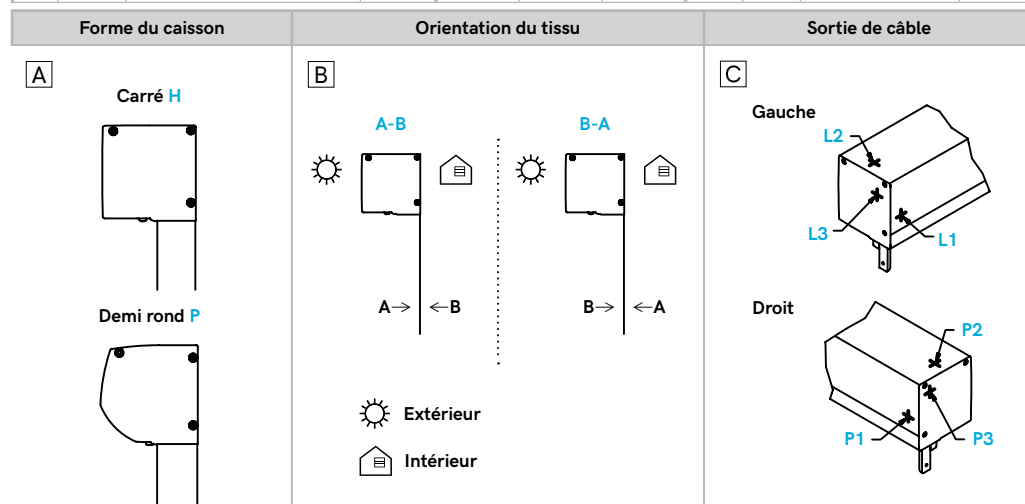 Forme du caisson
Orientation du tissu
Sortie de câble
A
Carré H
Demi rond P
B
A-B
B-A
A
B
B
A
Extérieur
Intérieur
C
Gauche
L2
L3
L1
Droit
P2
P1
P3